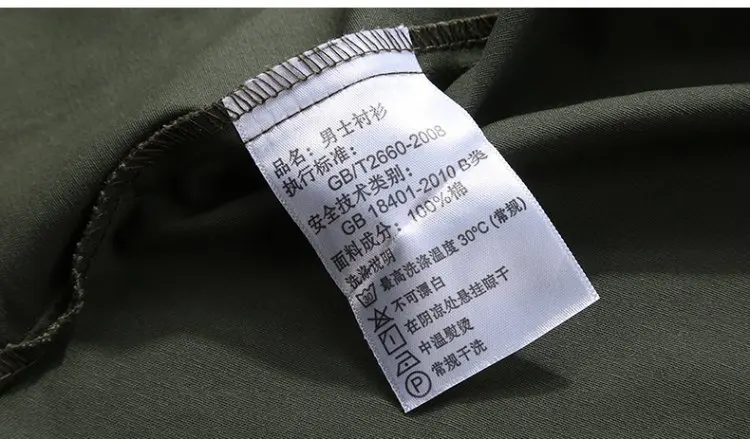 品名：男士衬衫
执行标准：
GB/T2660-2008
安全技术类别：
GB 18401-2010 B类
面料成分：100%棉
洗涤说明
最高洗涤温度 30ºC (常规)
不可漂白
在阴凉处悬挂晾干
中温熨烫
P 常规干洗